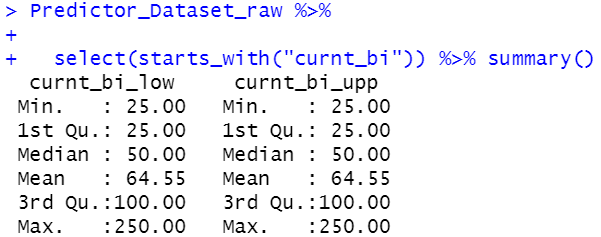 > Predictor_Dataset_raw %>%
+
+   select(starts_with("curnt_bi")) %>% summary()
  curnt_bi_low    curnt_bi_upp
 Min.   : 25.00   Min.   : 25.00
 1st Qu.: 25.00   1st Qu.: 25.00
 Median : 50.00   Median : 50.00
 Mean   : 64.55   Mean   : 64.55
 3rd Qu.:100.00   3rd Qu.:100.00
 Max.   :250.00   Max.   :250.00